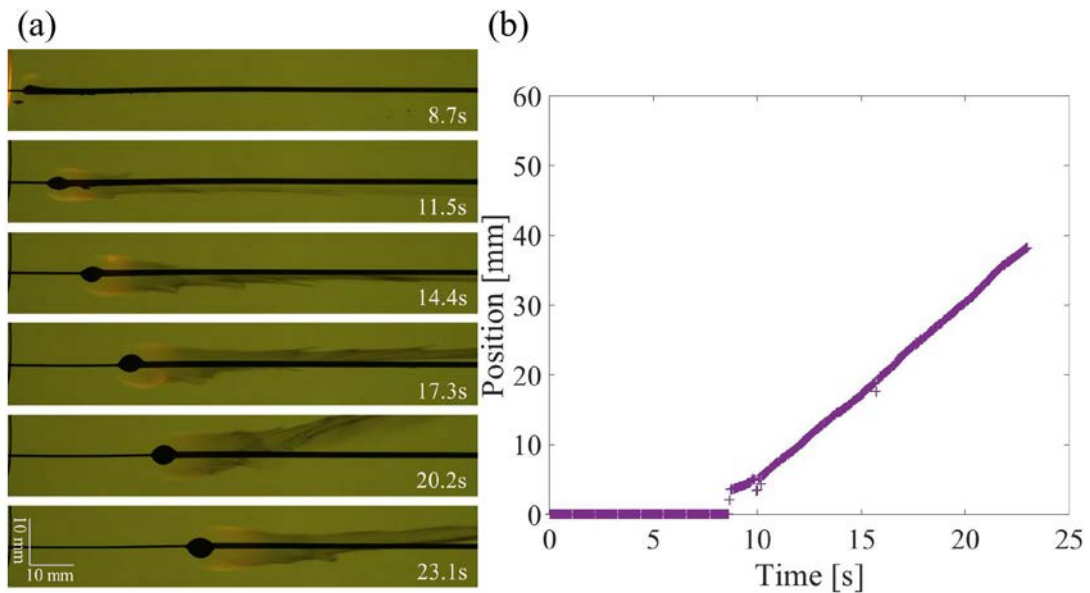 (a)
8.7s
11.5s
14.4s
17.3s
20.2s
10 mm
10 mm
23.1s
(b)
Position [mm]
60
50
40
30
20
10
0
0 5 10 15 20 25
Time [s]